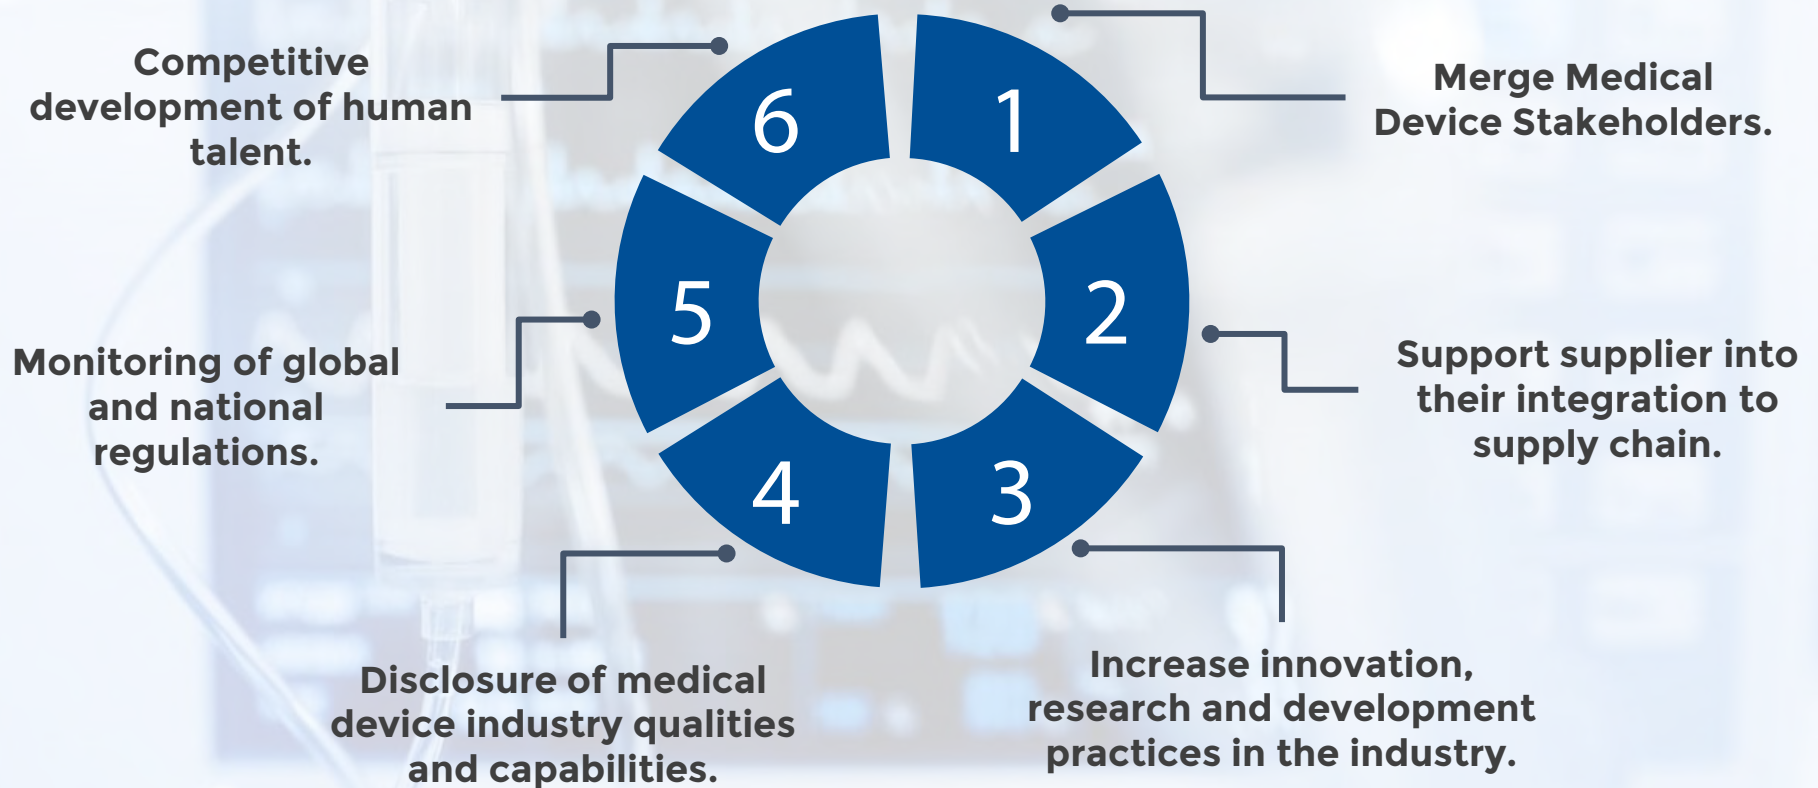 1
Merge Medical
Device Stakeholders.
2
Support supplier into
their integration to
supply chain.
3
Increase innovation,
research and development
practices in the industry.
4
Disclosure of medical
device industry qualities
and capabilities.
5
Monitoring of global
and national
regulations.
6
Competitive
development of human
talent.